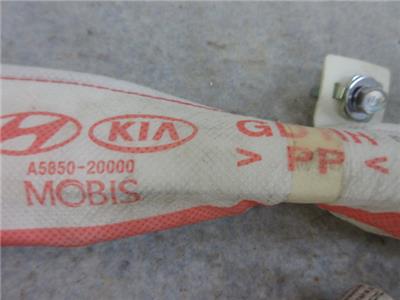 KIA
A5850-20000
MOBIS
> PP <